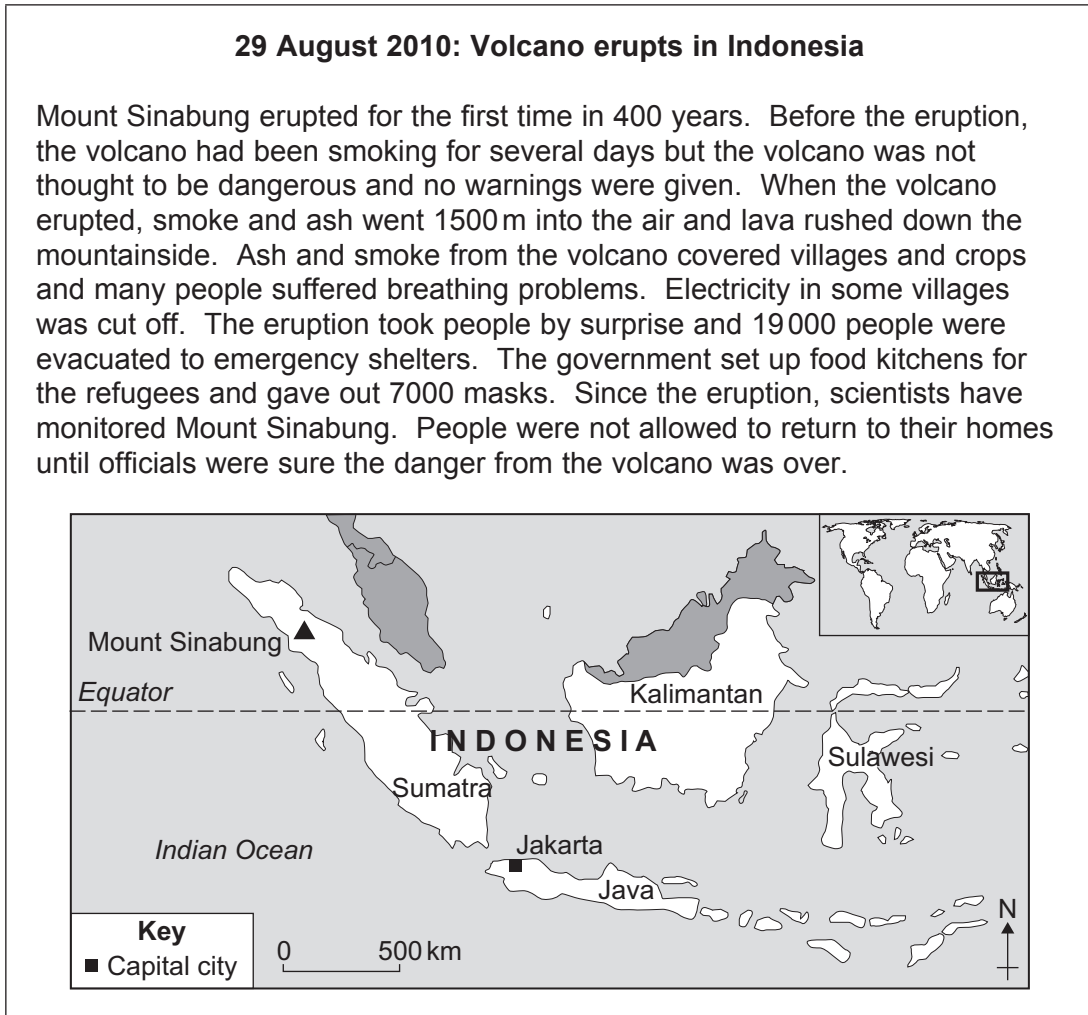 29 August 2010: Volcano erupts in Indonesia
Mount Sinabung erupted for the first time in 400 years. Before the eruption,
the volcano had been smoking for several days but the volcano was not
thought to be dangerous and no warnings were given. When the volcano
erupted, smoke and ash went 1500 m into the air and lava rushed down the
mountainside. Ash and smoke from the volcano covered villages and crops
and many people suffered breathing problems. Electricity in some villages
was cut off. The eruption took people by surprise and 19 000 people were
evacuated to emergency shelters. The government set up food kitchens for
the refugees and gave out 7000 masks. Since the eruption, scientists have
monitored Mount Sinabung. People were not allowed to return to their homes
until officials were sure the danger from the volcano was over.
Mount Sinabung
Equator
Kalimantan
INDONESIA
Sulawesi
Sumatra
Indian Ocean
Jakarta
Java
N
Key
Capital city
0 500 km